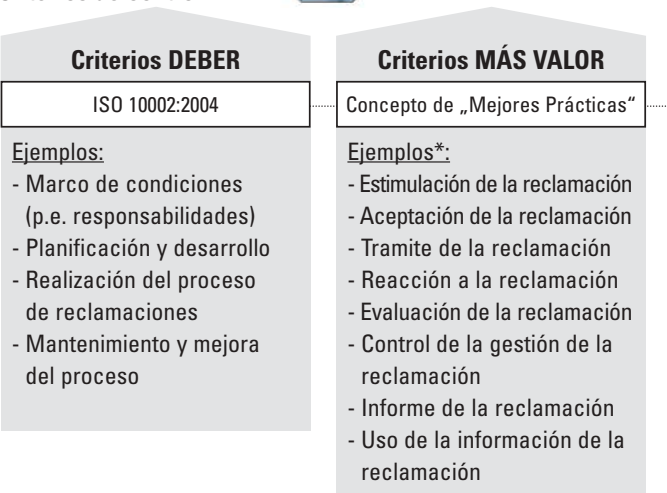 Criterios DEBER
ISO 10002:2004
Ejemplos:
- Marco de condiciones
(p.e. responsabilidades)
- Planificación y desarrollo
- Realización del proceso
de reclamaciones
- Mantenimiento y mejora
del proceso
Criterios MÁS VALOR
Concepto de „Mejores Prácticas“
Ejemplos*:
- Estimulación de la reclamación
- Aceptación de la reclamación
- Tramite de la reclamación
- Reacción a la reclamación
- Evaluación de la reclamación
- Control de la gestión de la
reclamación
- Informe de la reclamación
- Uso de la información de la
reclamación